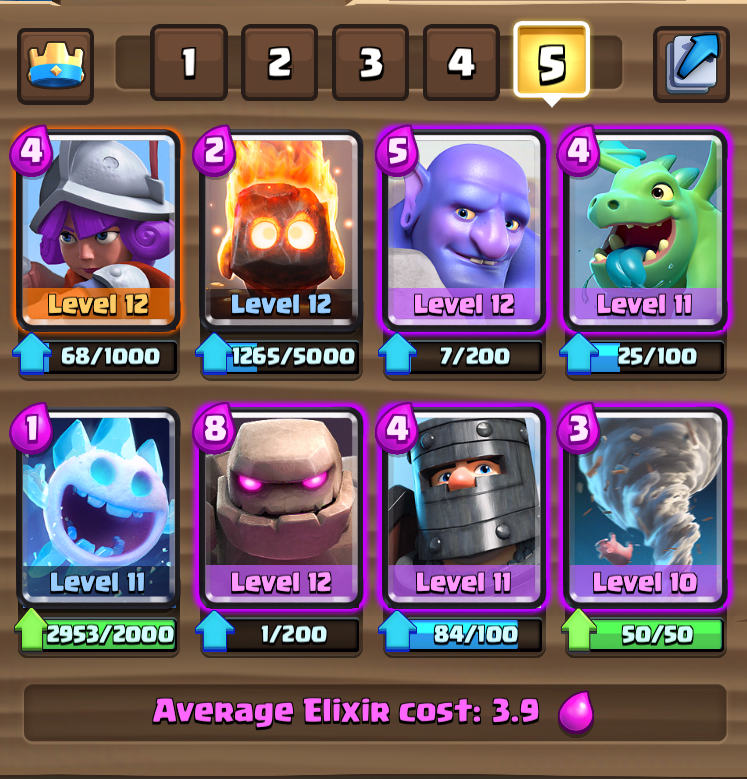 1 2 3 4 5
4 2 5 4
Level 12 Level 12 Level 12 Level 11
68/1000 1265/5000 7/200 25/100
1 8 4 3
Level 11 Level 12 Level 11 Level 10
2953/2000 1/200 84/100 50/50
Average Elixir cost: 3.9